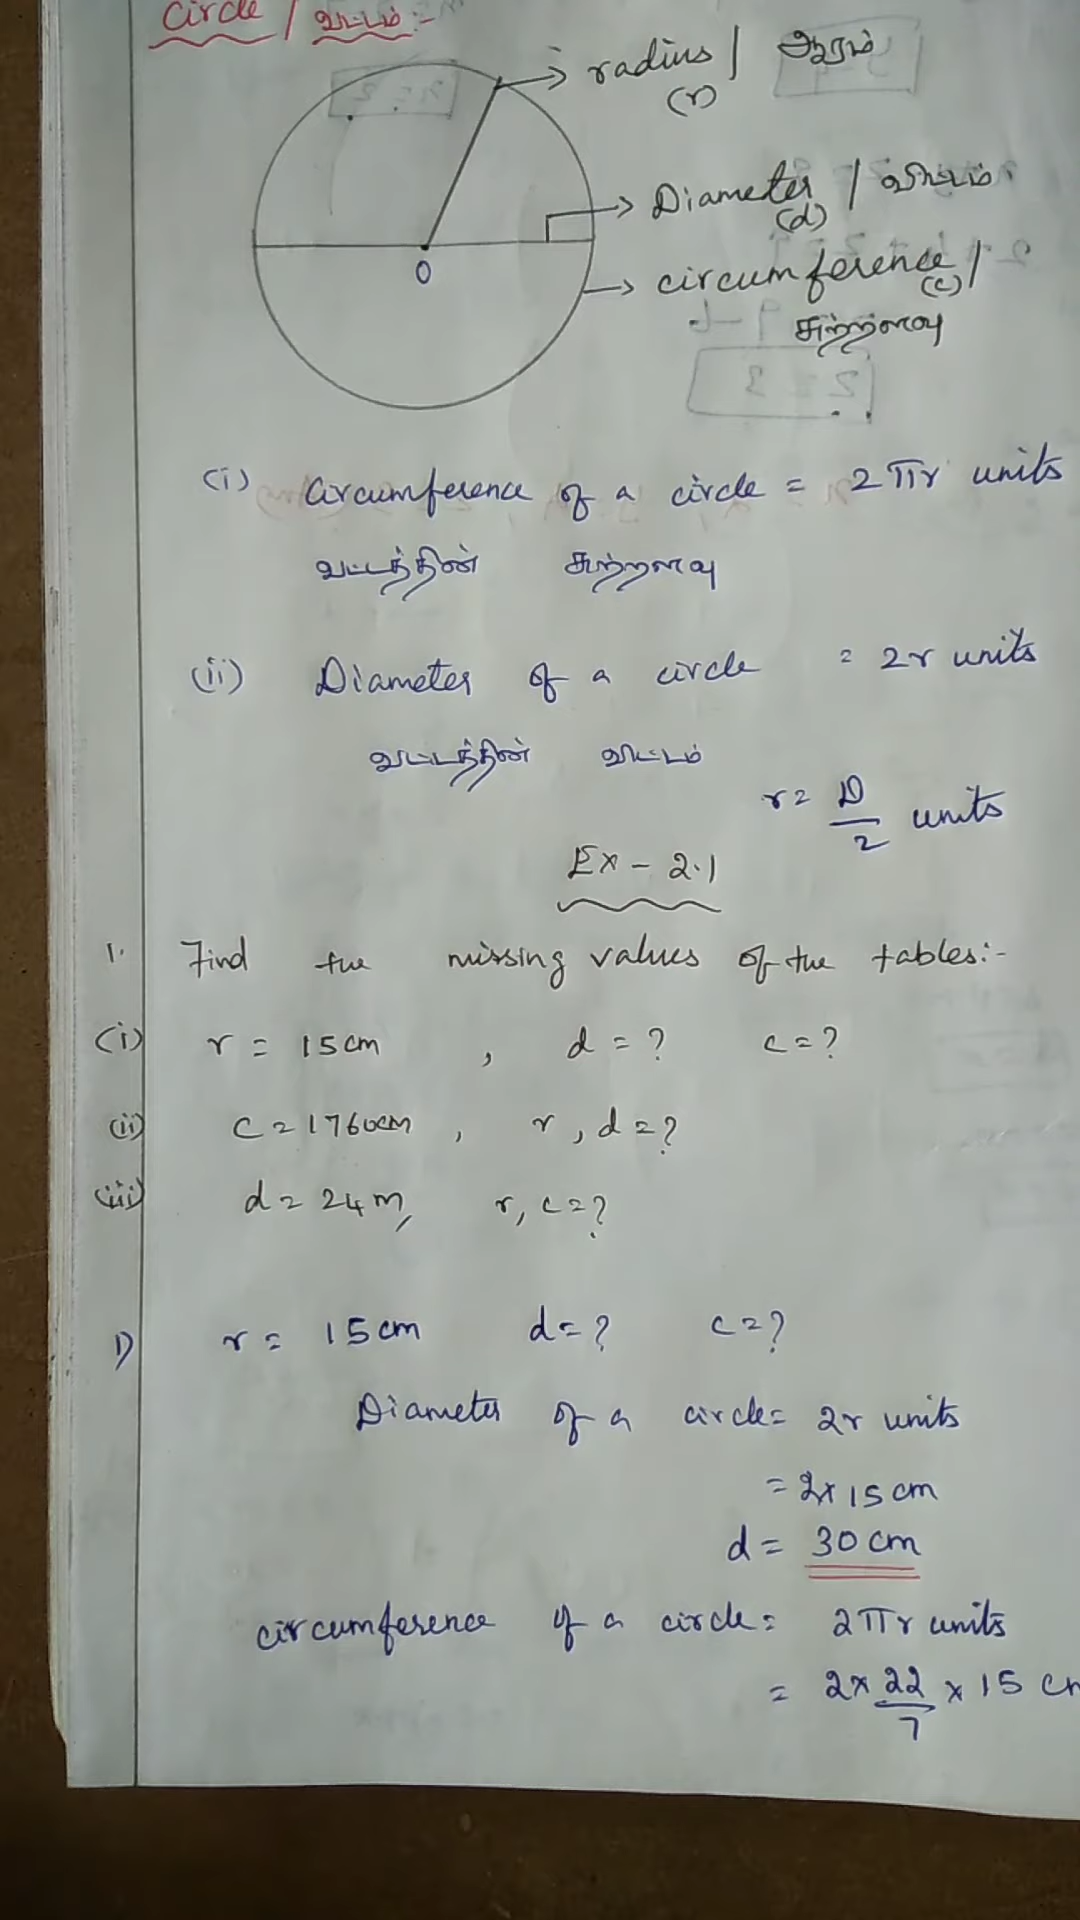 Circle / வட்டம் :-
radius / ஆரம்
(r)
Diameter / விட்டம்
(d)
circumference /
(c)
சுற்றளவு
O
(i) circumference of a circle = 2πr units
வட்டத்தின் சுற்றளவு
(ii) Diameter of a circle = 2r units
வட்டத்தின் விட்டம்
r = D/2 units
Ex - 2.1
1. Find the missing values of the tables:-
(i) r = 15 cm , d = ? c = ?
(ii) C = 1760cm , r , d = ?
(iii) d = 24 m, r, c = ?
1) r = 15 cm d = ? c = ?
Diameter of a circle = 2r units
= 2 x 15 cm
d = 30 cm
circumference of a circle = 2πr units
= 2 x 22/7 x 15 cm